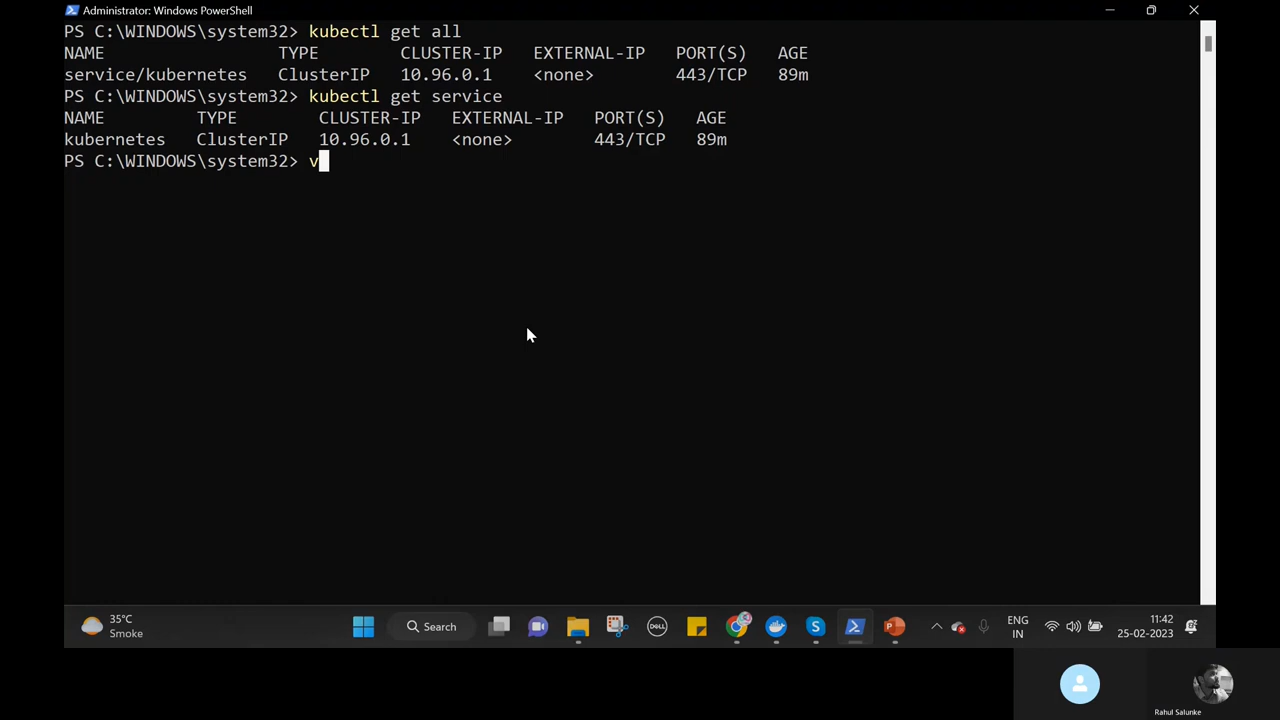 Administrator: Windows PowerShell
PS C:\WINDOWS\system32> kubectl get all
NAME TYPE CLUSTER-IP EXTERNAL-IP PORT(S) AGE
service/kubernetes ClusterIP 10.96.0.1 <none> 443/TCP 89m
PS C:\WINDOWS\system32> kubectl get service
NAME TYPE CLUSTER-IP EXTERNAL-IP PORT(S) AGE
kubernetes ClusterIP 10.96.0.1 <none> 443/TCP 89m
PS C:\WINDOWS\system32> v
35°C
Smoke
Search
DELL
ENG
IN
11:42
25-02-2023
Rahul Salunke